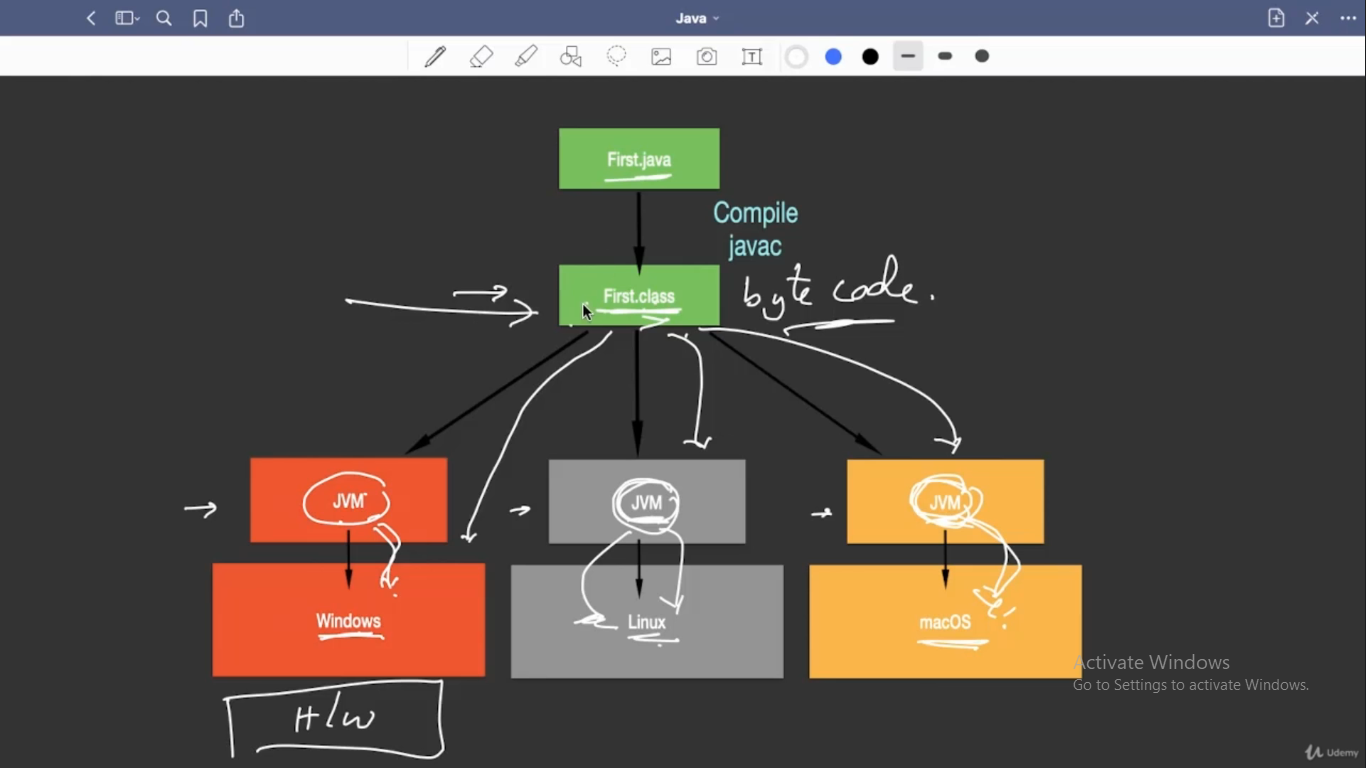 Java
T
First.java
Compile
javac
First.class
byte code.
JVM
JVM
JVM
Windows
Linux
macOS
Activate Windows
Go to Settings to activate Windows.
H/W
Udemy